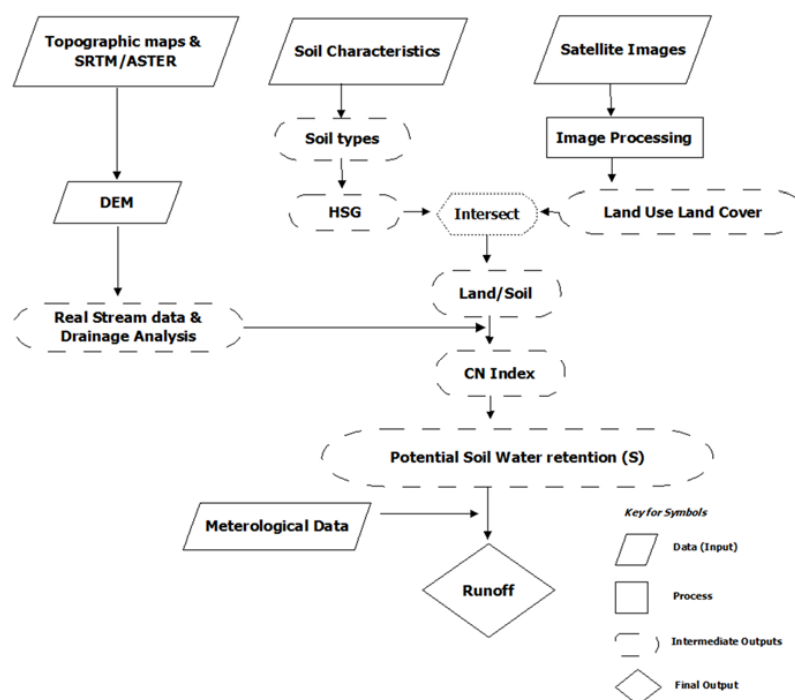 Topographic maps &
SRTM/ASTER
Soil Characteristics
Satellite Images
Soil types
Image Processing
DEM
HSG
Intersect
Land Use Land Cover
Land/Soil
Real Stream data &
Drainage Analysis
CN Index
Potential Soil Water retention (S)
Meterological Data
Runoff
Key for Symbols
Data (Input)
Process
Intermediate Outputs
Final Output